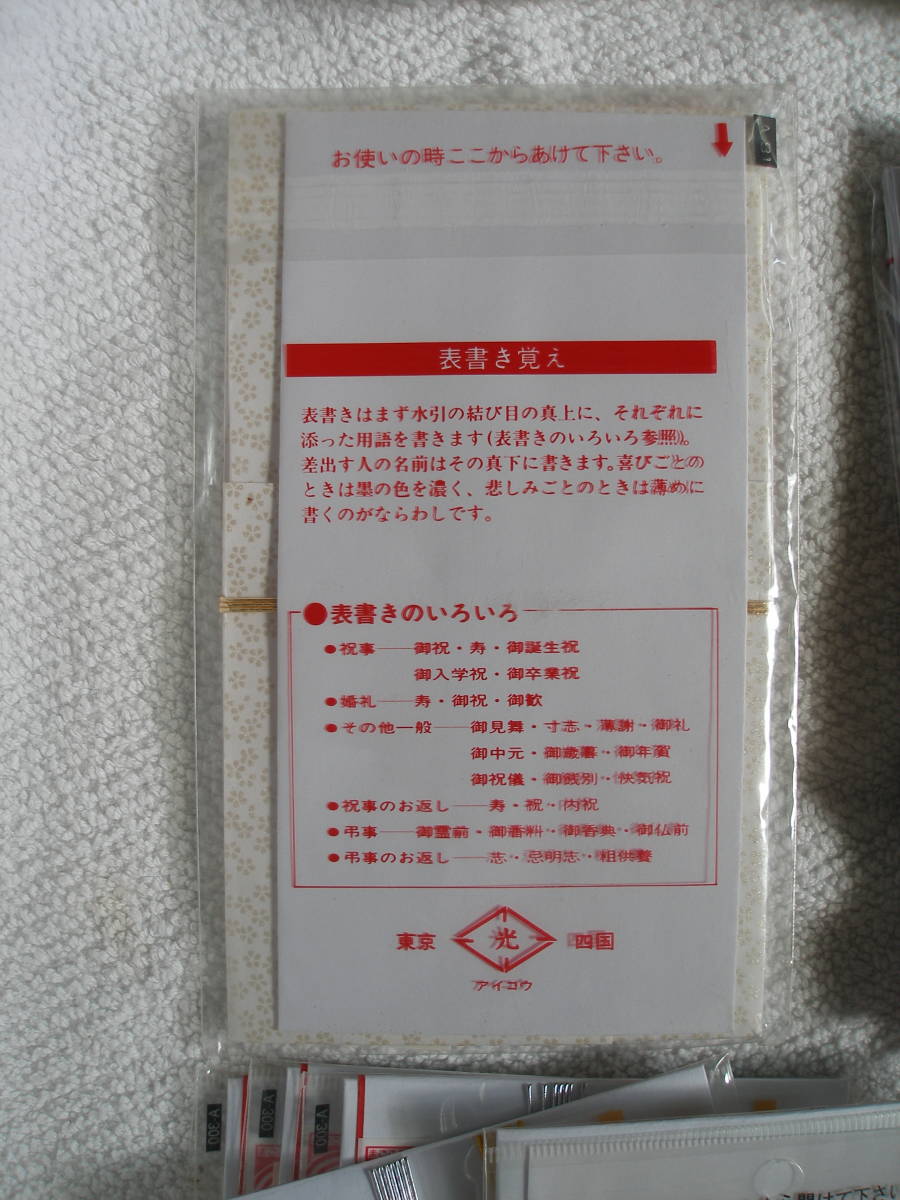 お使いの時ここからあけて下さい。
表書き覚え
表書きはまず水引の結び目の真上に、それぞれに
添った用語を書きます(表書きのいろいろ参照)。
差出す人の名前はその真下に書きます。喜びごとの
ときは墨の色を濃く、悲しみごとのときは薄めに
書くのがならわしです。
●表書きのいろいろ
●祝事──御祝・寿・御誕生祝
御入学祝・御卒業祝
●婚礼──寿・御祝・御歓
●その他一般──御見舞・寸志・薄謝・御礼
御中元・御歳暮・御年賀
御祝儀・御餞別・快気祝
●祝事のお返し──寿・祝・内祝
●弔事──御霊前・御香料・御香典・御仏前
●弔事のお返し──志・忌明志・粗供養
東京 光 四国
アイコウ
A-300
A-300
A-300